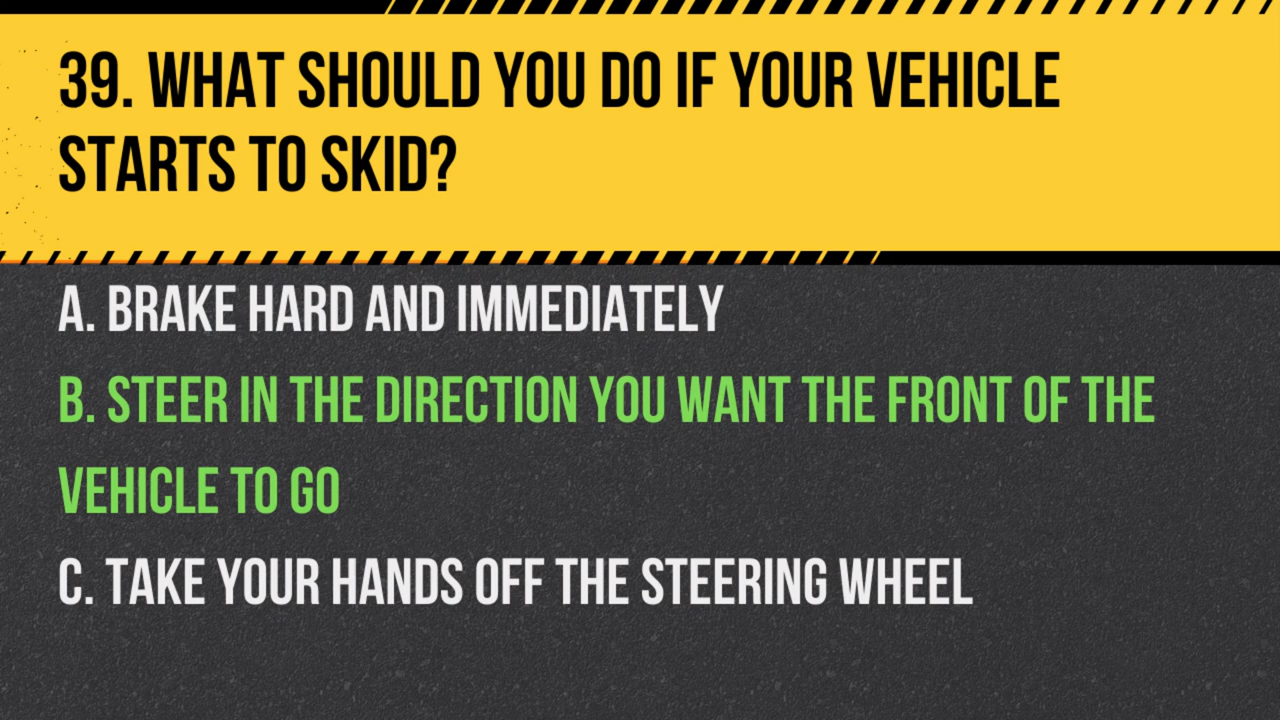 39. WHAT SHOULD YOU DO IF YOUR VEHICLE
STARTS TO SKID?
A. BRAKE HARD AND IMMEDIATELY
B. STEER IN THE DIRECTION YOU WANT THE FRONT OF THE
VEHICLE TO GO
C. TAKE YOUR HANDS OFF THE STEERING WHEEL